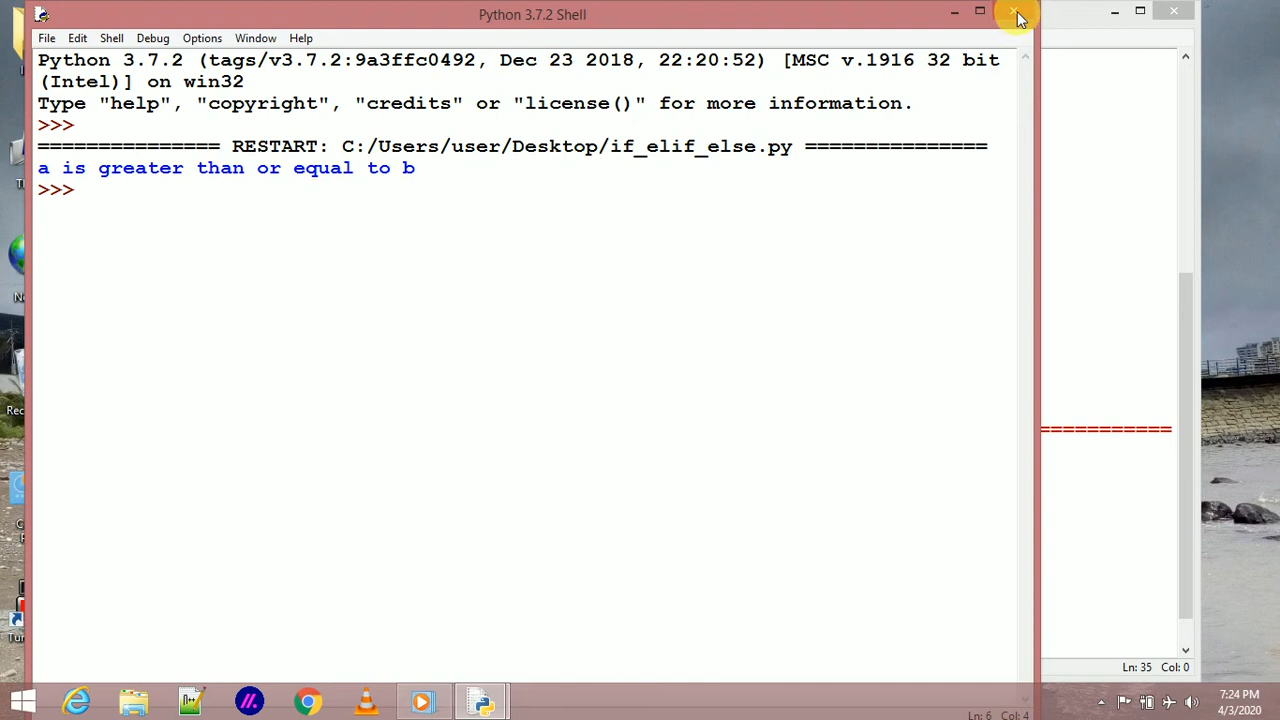 Python 3.7.2 Shell
File Edit Shell Debug Options Window Help
Python 3.7.2 (tags/v3.7.2:9a3ffc0492, Dec 23 2018, 22:20:52) [MSC v.1916 32 bit
(Intel)] on win32
Type "help", "copyright", "credits" or "license()" for more information.
>>>
=============== RESTART: C:/Users/user/Desktop/if_elif_else.py ===============
a is greater than or equal to b
>>>
===========
Ln: 35 Col: 0
Ln: 6 Col: 4
7:24 PM
4/3/2020